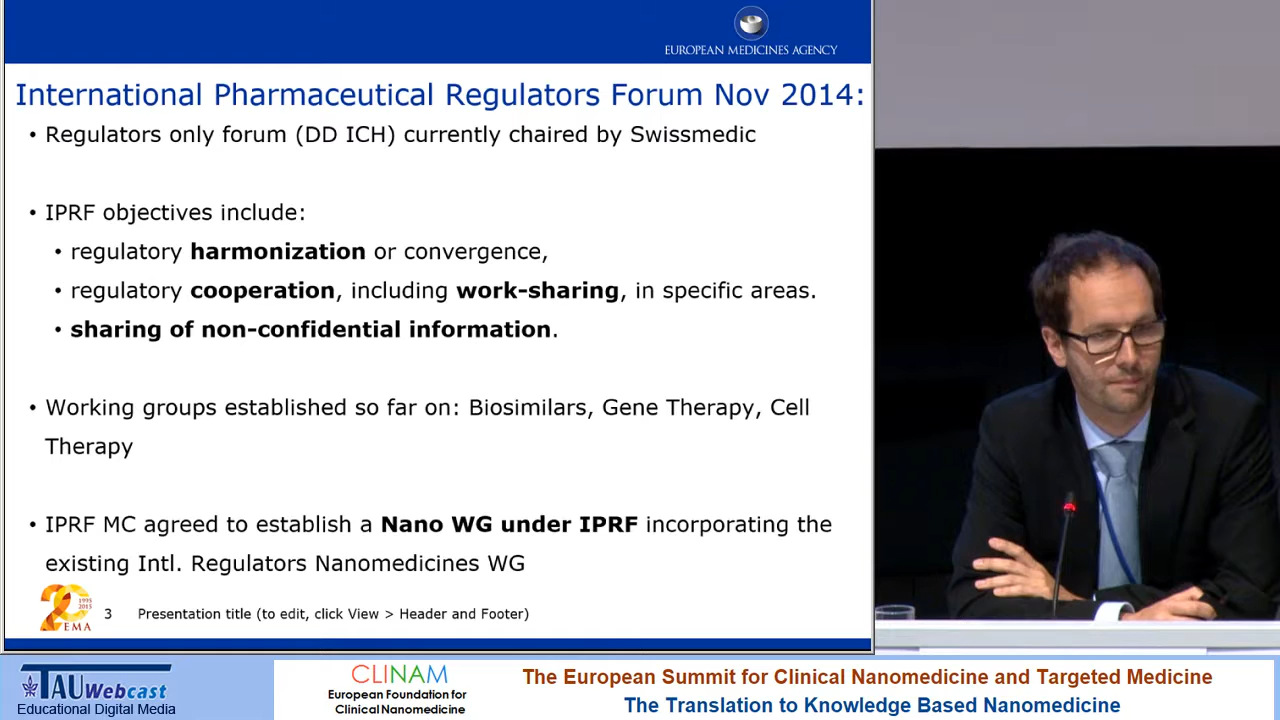 EUROPEAN MEDICINES AGENCY
International Pharmaceutical Regulators Forum Nov 2014:
• Regulators only forum (DD ICH) currently chaired by Swissmedic
• IPRF objectives include:
• regulatory harmonization or convergence,
• regulatory cooperation, including work-sharing, in specific areas.
• sharing of non-confidential information.
• Working groups established so far on: Biosimilars, Gene Therapy, Cell
Therapy
• IPRF MC agreed to establish a Nano WG under IPRF incorporating the
existing Intl. Regulators Nanomedicines WG
20
1995
2015
EMA
3 Presentation title (to edit, click View > Header and Footer)
TAU Webcast
Educational Digital Media
CLINAM
European Foundation for
Clinical Nanomedicine
The European Summit for Clinical Nanomedicine and Targeted Medicine
The Translation to Knowledge Based Nanomedicine